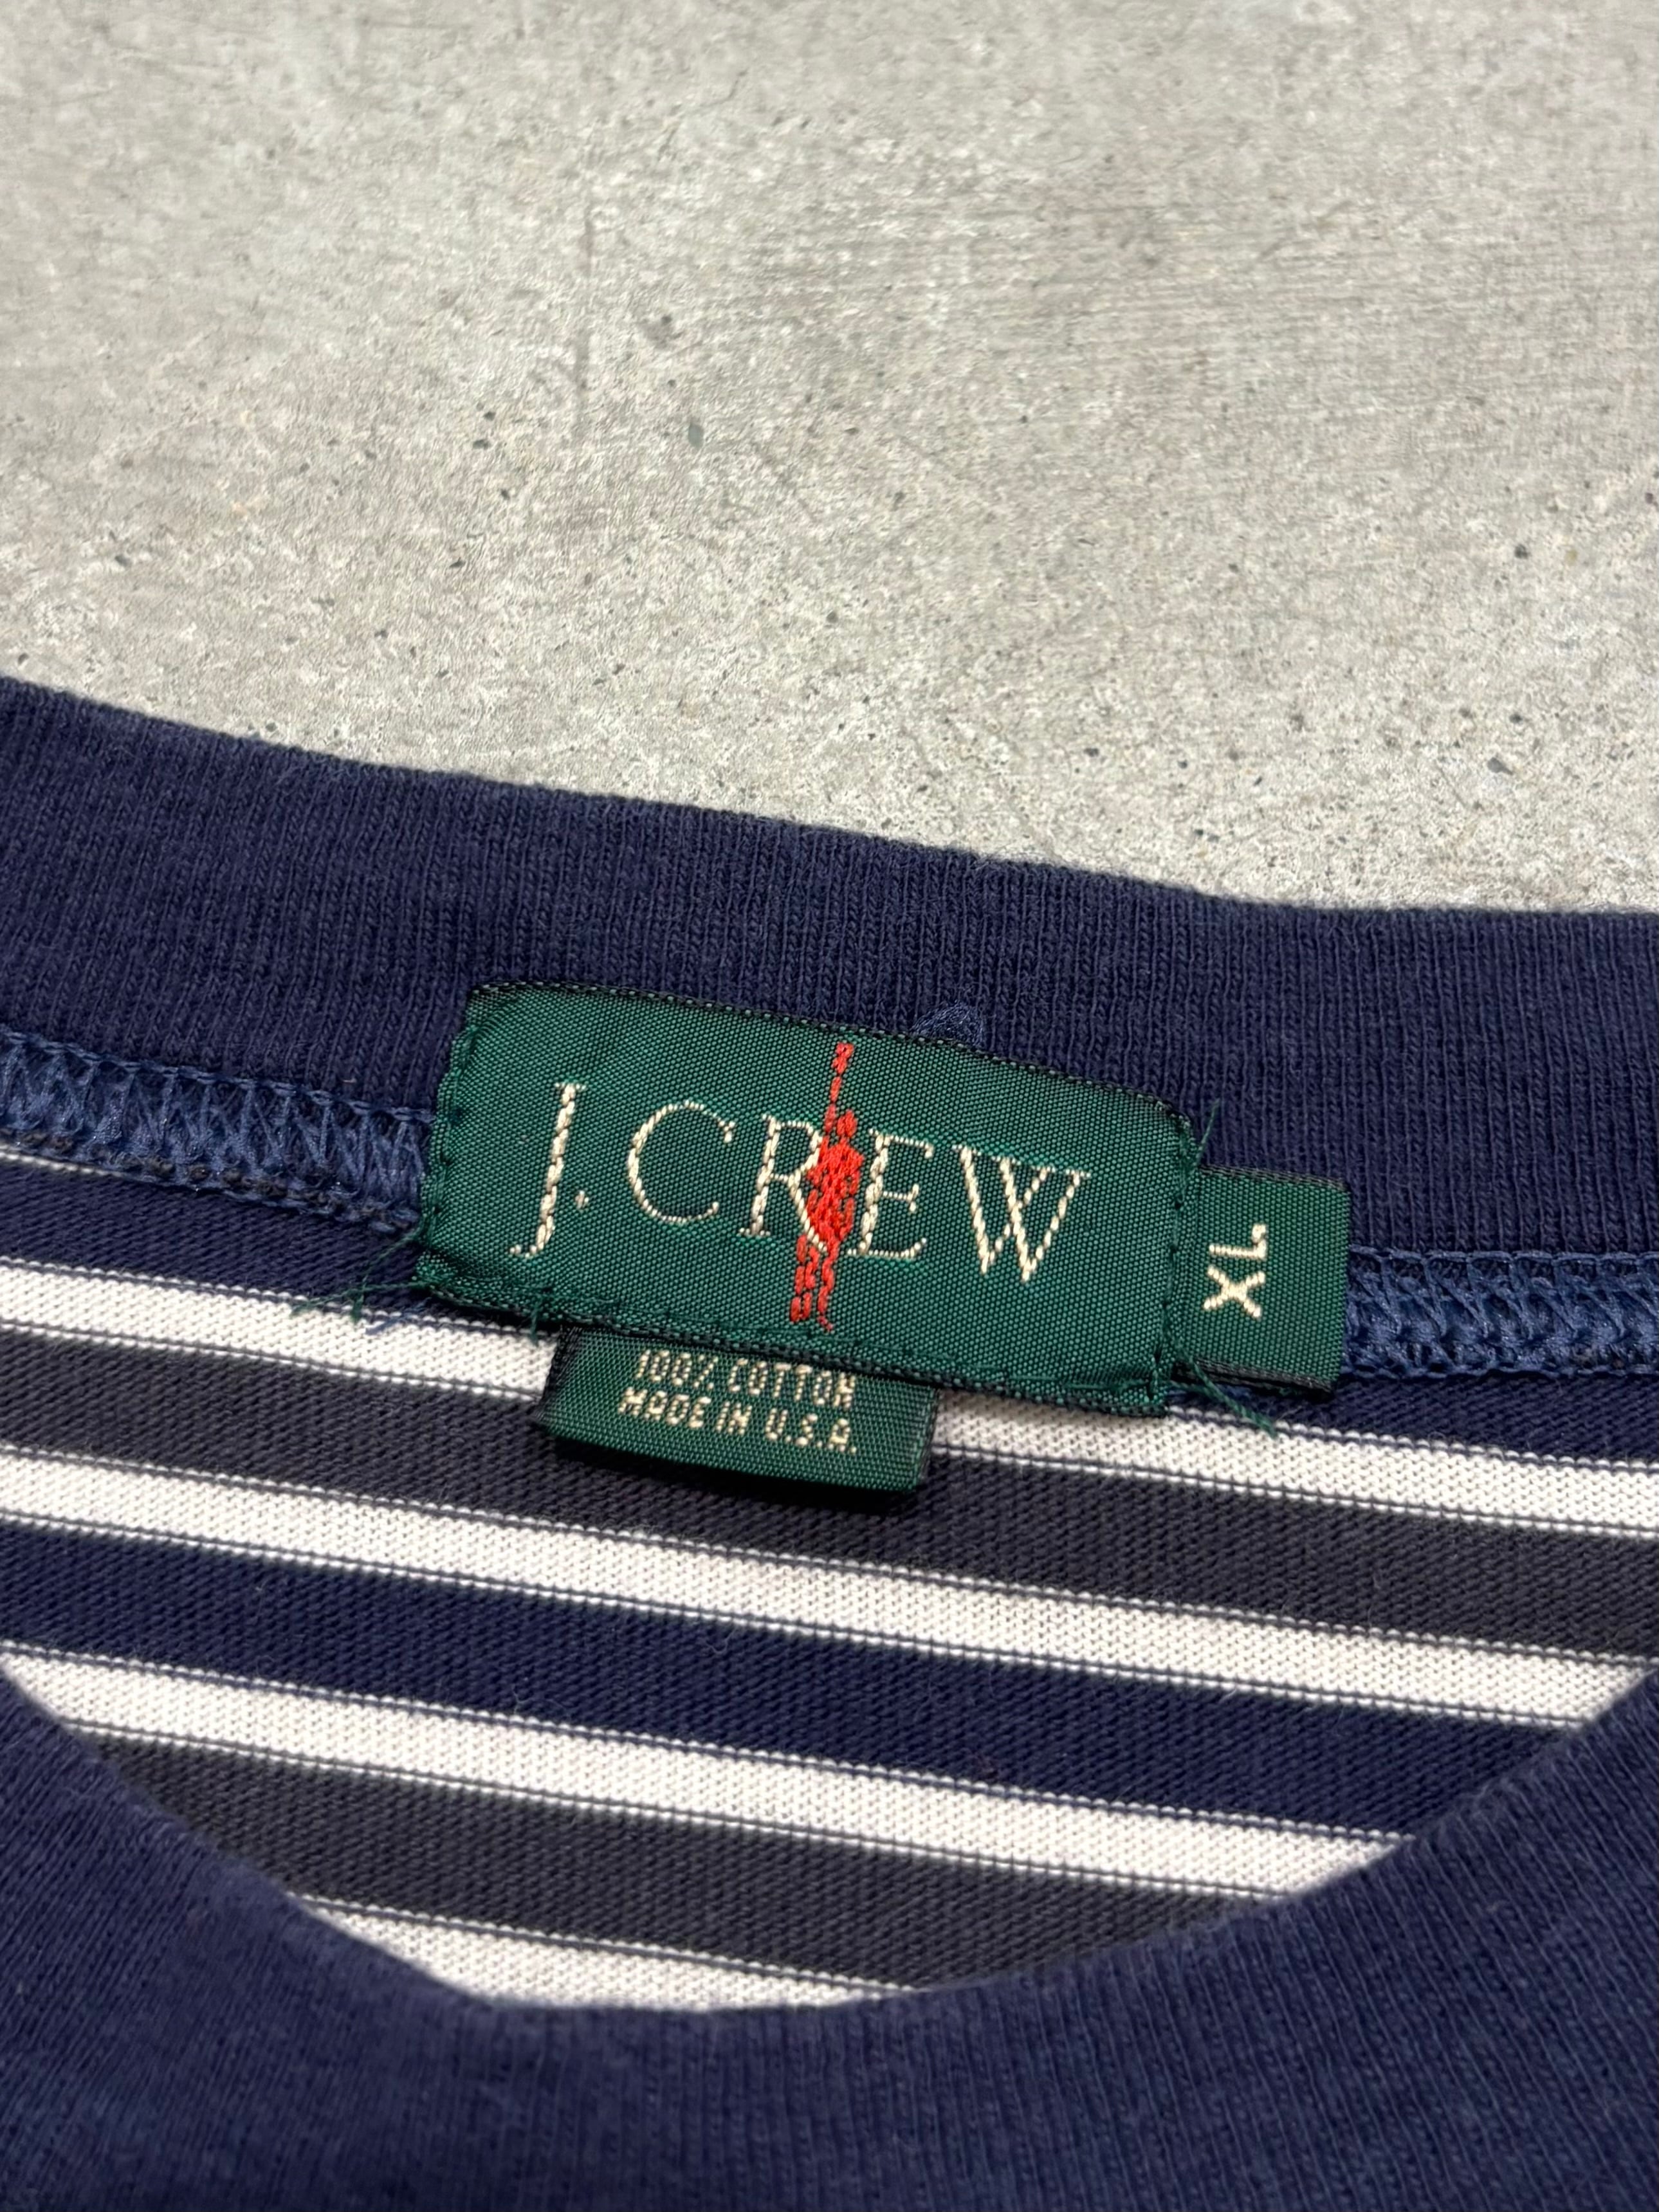 J. CREW
XL
100% COTTON
MADE IN U.S.A.